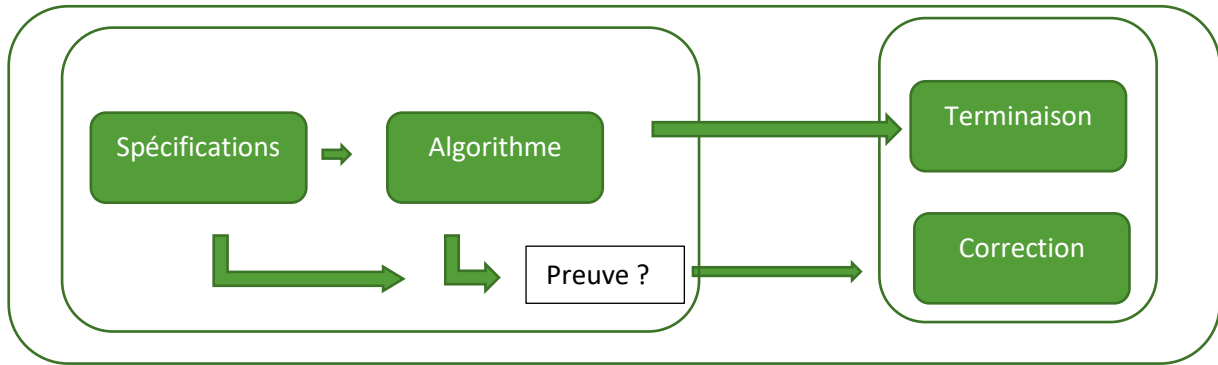 Spécifications
Algorithme
Terminaison
Preuve ?
Correction